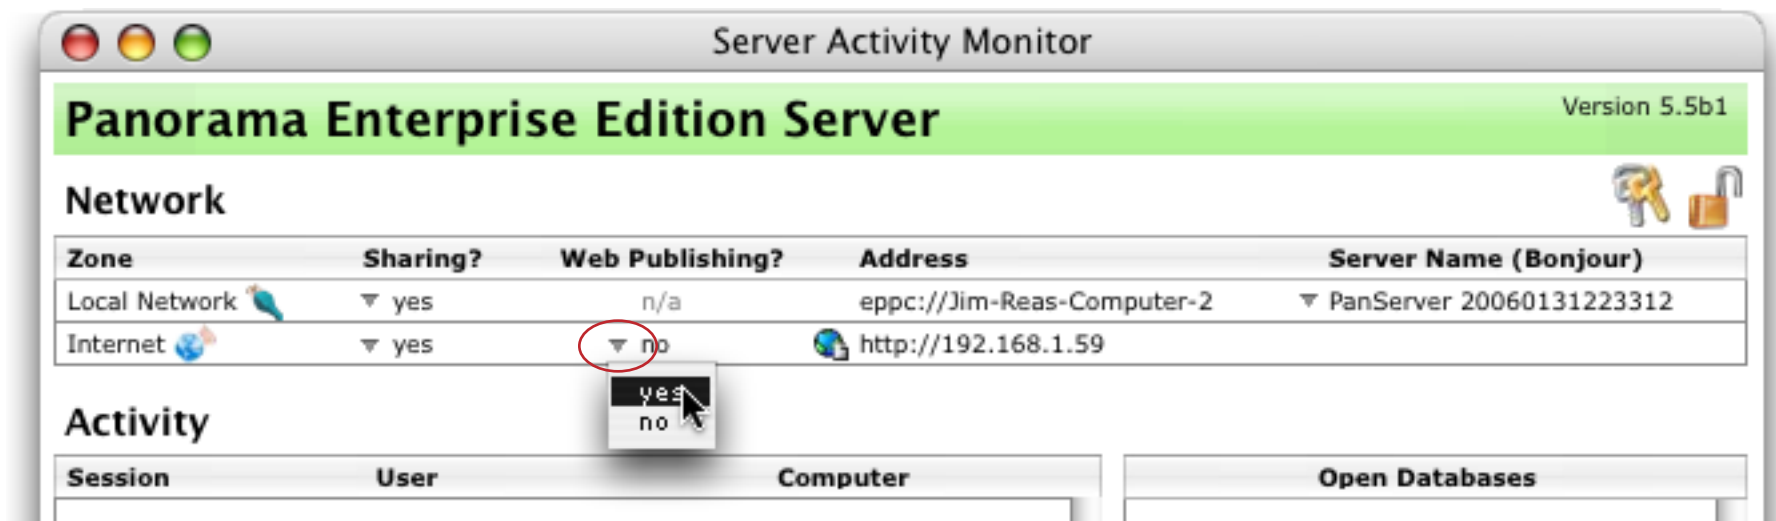 Server Activity Monitor
Panorama Enterprise Edition Server
Version 5.5b1
Network
Zone Sharing? Web Publishing? Address Server Name (Bonjour)
Local Network yes n/a eppc://Jim-Reas-Computer-2 PanServer 20060131223312
Internet yes no http://192.168.1.59
yes
no
Activity
Session User Computer Open Databases